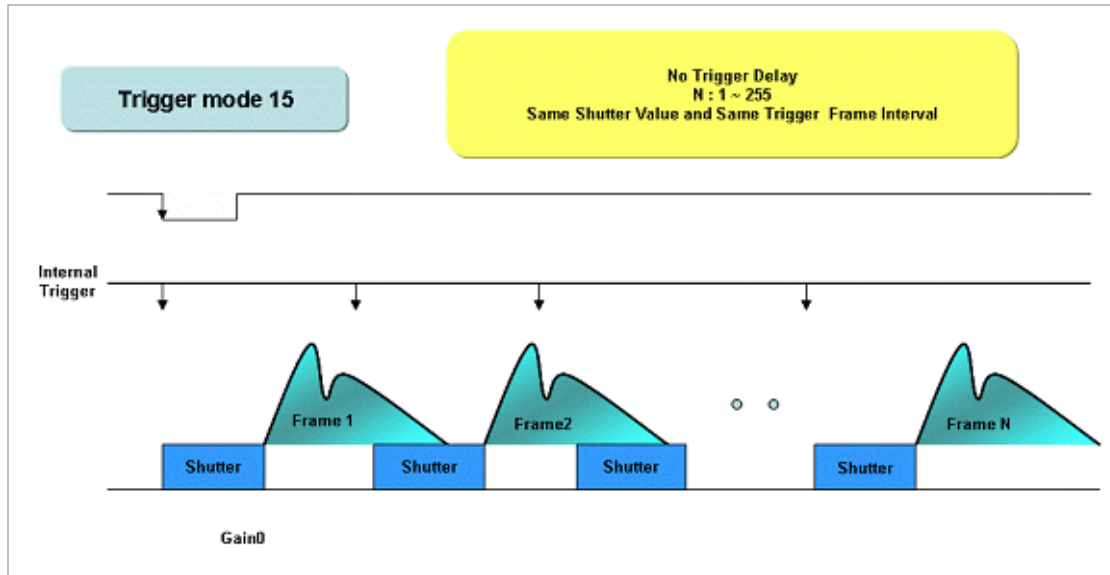 Trigger mode 15
No Trigger Delay
N : 1 ~ 255
Same Shutter Value and Same Trigger Frame Interval
Internal
Trigger
Frame 1
Frame2
Frame N
Shutter
Shutter
Shutter
Shutter
Gain0